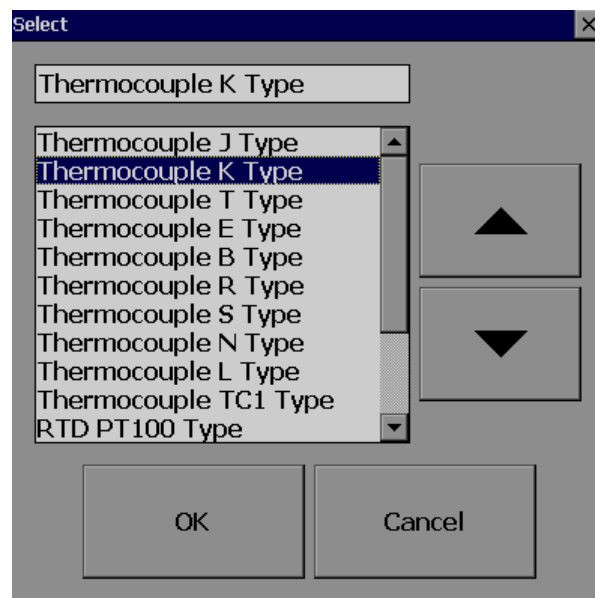 Select
Thermocouple K Type
Thermocouple J Type
Thermocouple K Type
Thermocouple T Type
Thermocouple E Type
Thermocouple B Type
Thermocouple R Type
Thermocouple S Type
Thermocouple N Type
Thermocouple L Type
Thermocouple TC1 Type
RTD PT100 Type
OK
Cancel